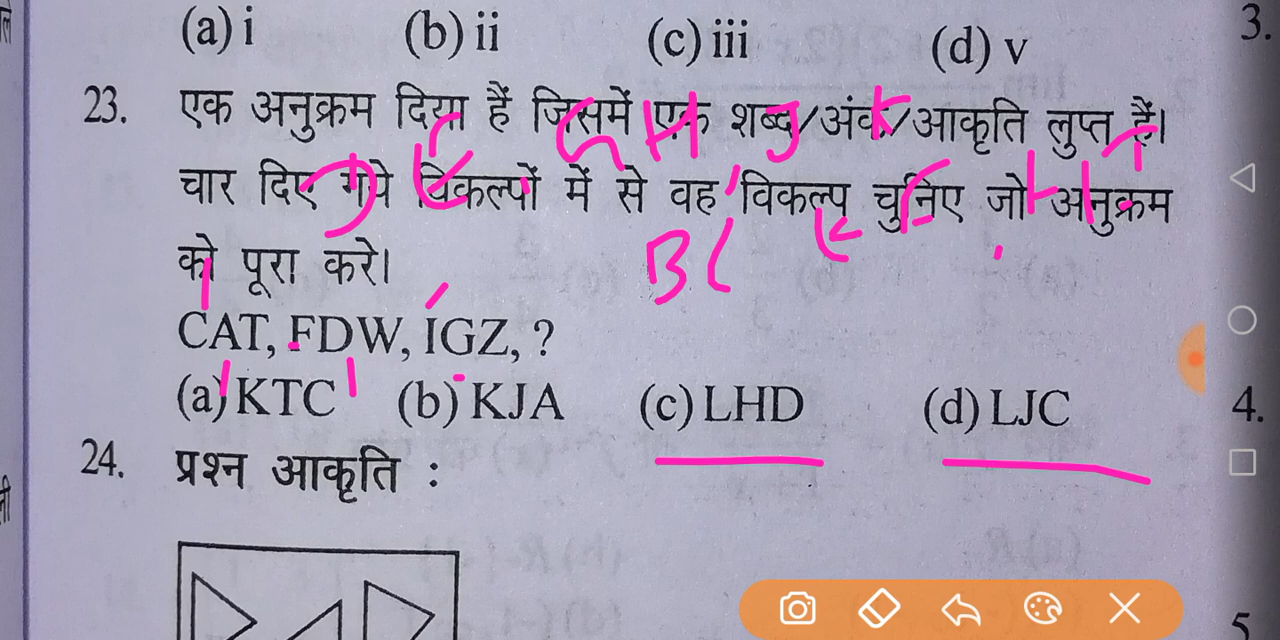 (a) i (b) ii (c) iii (d) v
3.
23. एक अनुक्रम दिया हैं जिसमें एक शब्द/अंक/आकृति लुप्त हैं।
चार दिए गये विकल्पों में से वह विकल्प चुनिए जो अनुक्रम
को पूरा करे।
CAT, FDW, IGZ, ?
(a) KTC (b) KJA (c) LHD (d) LJC
4.
24. प्रश्न आकृति :
5